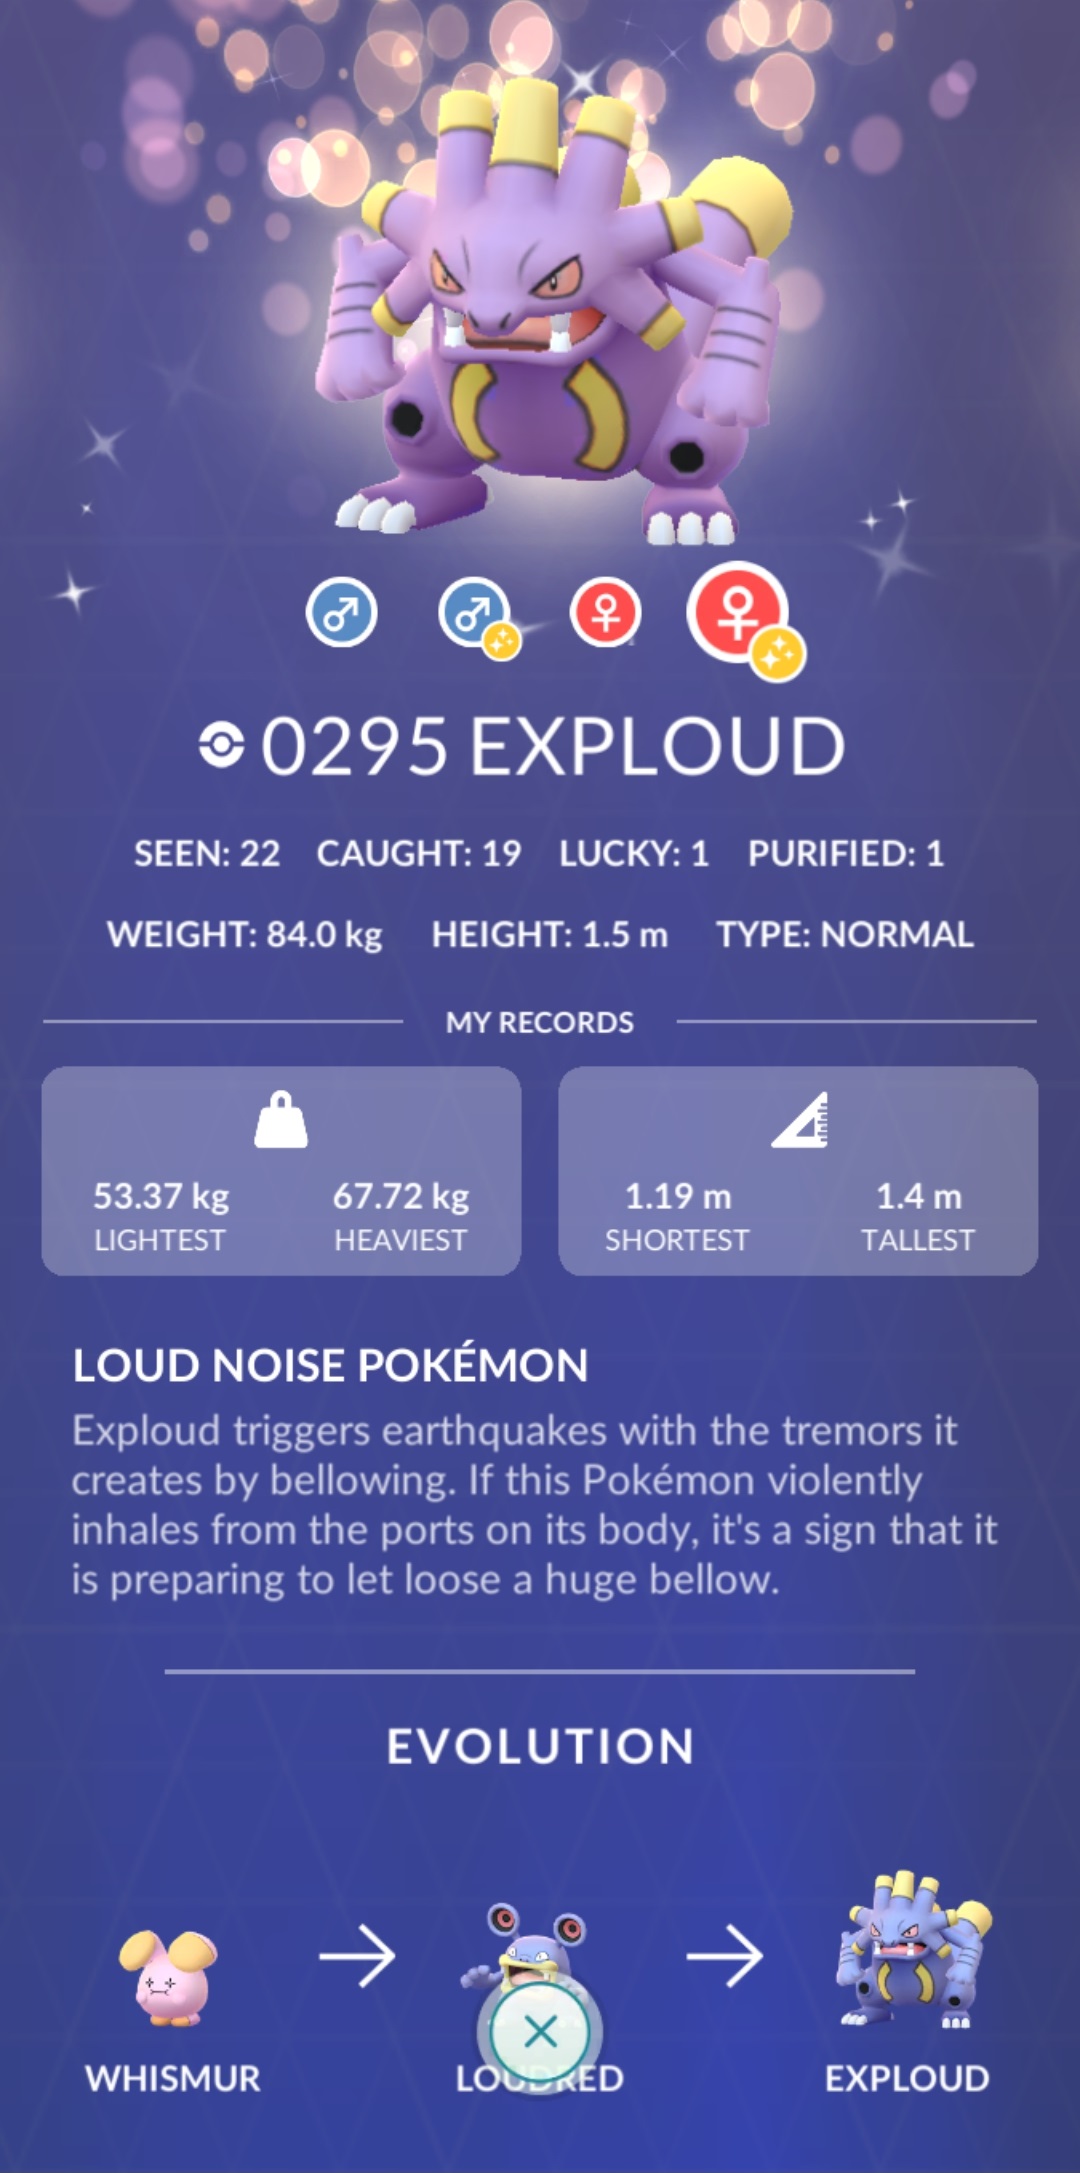 0295 EXPLOUD
SEEN: 22 CAUGHT: 19 LUCKY: 1 PURIFIED: 1
WEIGHT: 84.0 kg HEIGHT: 1.5 m TYPE: NORMAL
MY RECORDS
53.37 kg 67.72 kg 1.19 m 1.4 m
LIGHTEST HEAVIEST SHORTEST TALLEST
LOUD NOISE POKÉMON
Exploud triggers earthquakes with the tremors it
creates by bellowing. If this Pokémon violently
inhales from the ports on its body, it's a sign that it
is preparing to let loose a huge bellow.
EVOLUTION
WHISMUR LOUDRED EXPLOUD